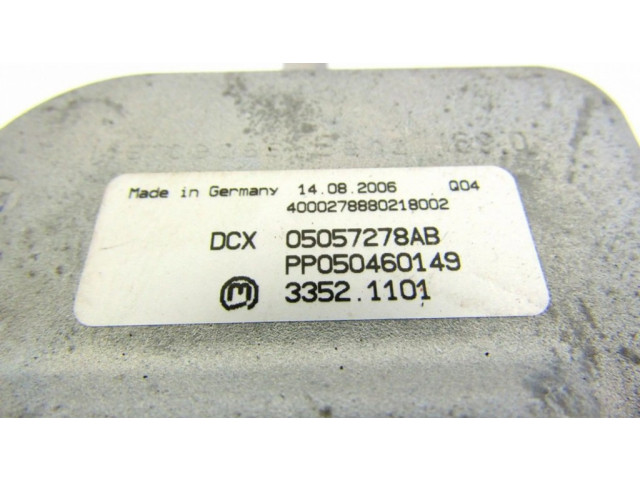 Made in Germany 14.08.2006 Q04
4000278880218002
DCX 05057278AB
PP050460149
M 3352.1101